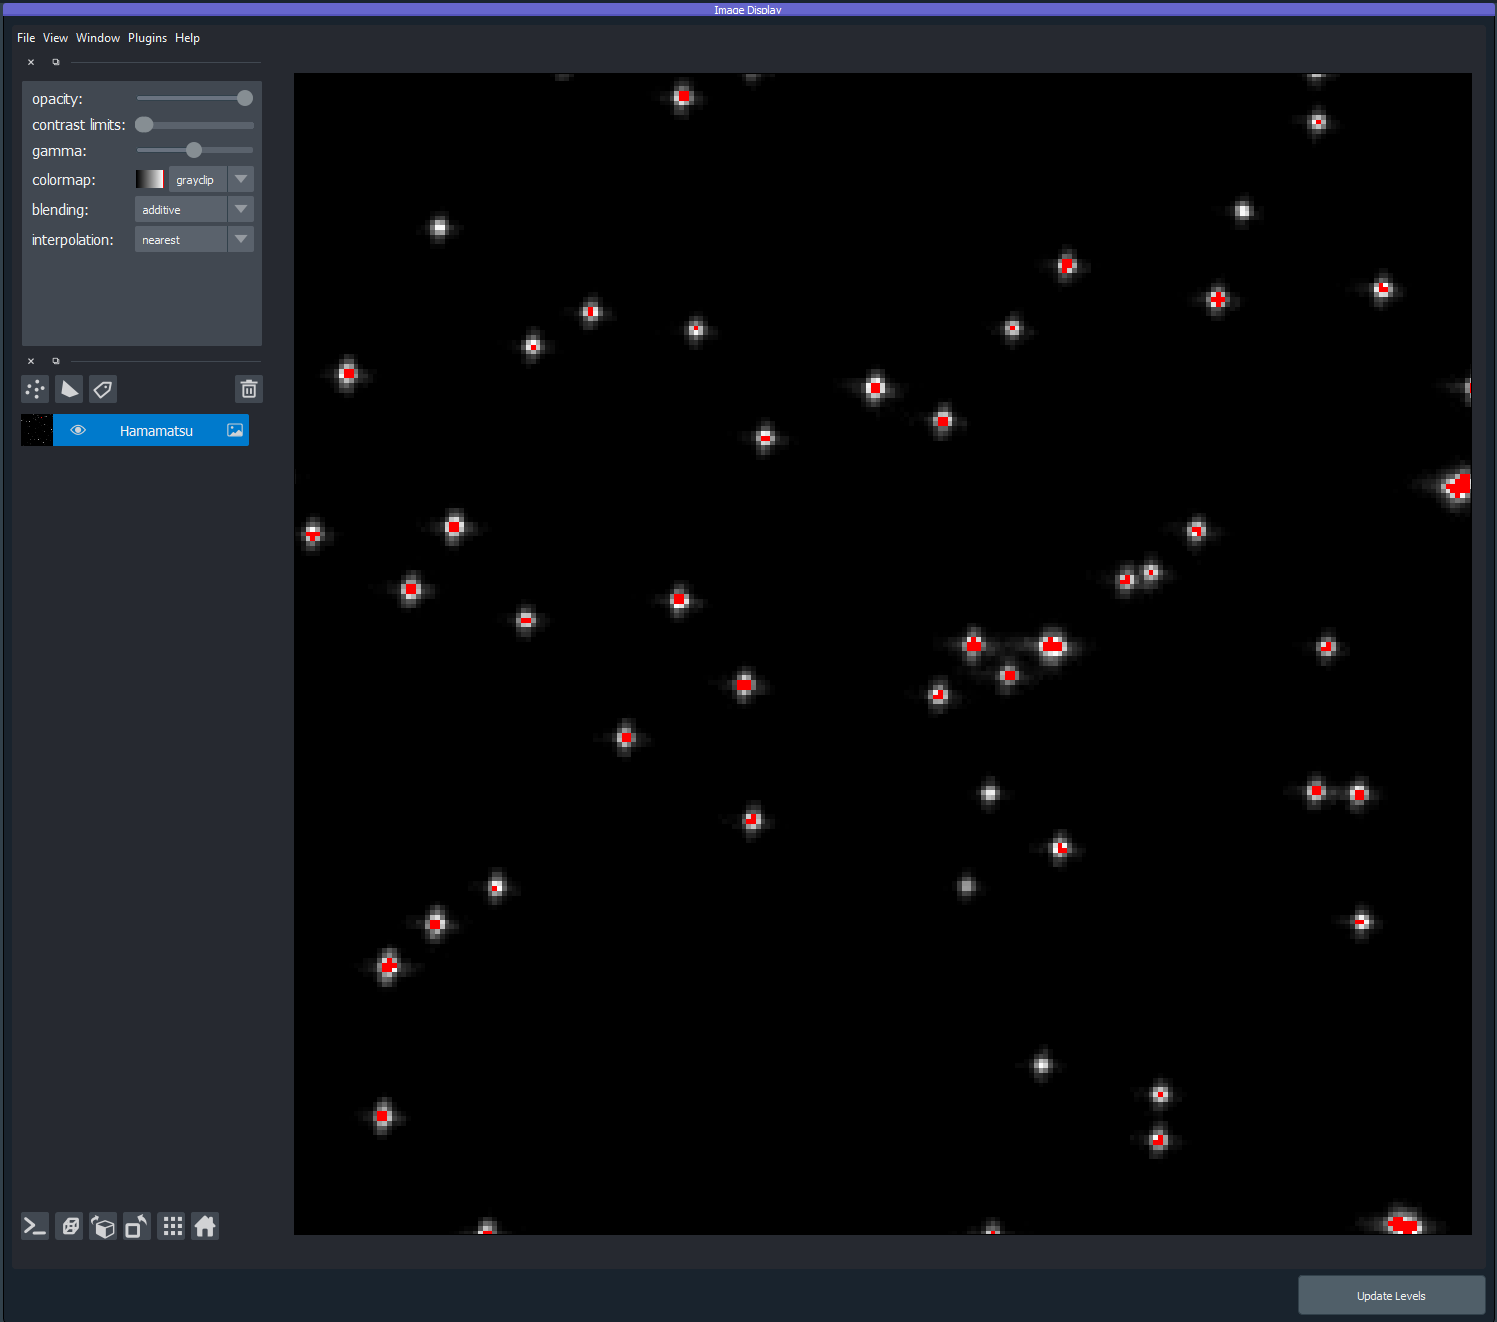 Image Display
File View Window Plugins Help
opacity:
contrast limits:
gamma:
colormap: grayclip
blending: additive
interpolation: nearest
Hamamatsu
Update Levels